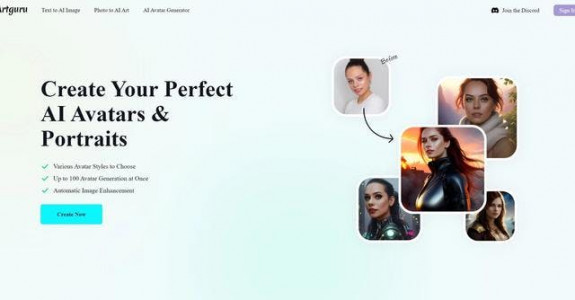 Artguru Text to AI Image Photo to AI Art AI Avatar Generator Join the Discord Sign In
Before
Create Your Perfect
AI Avatars &
Portraits
Various Avatar Styles to Choose
Up to 100 Avatar Generation at Once
Automatic Image Enhancement
Create Now